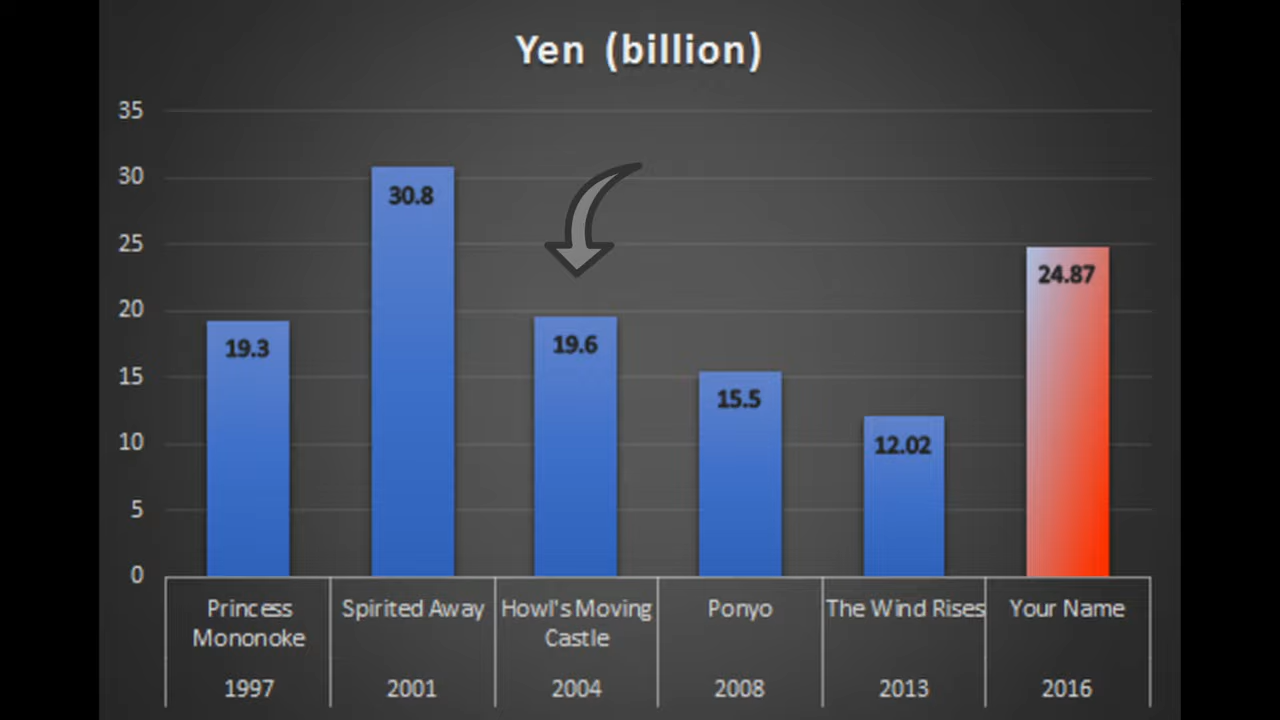 Yen (billion)
35
30
25
20
15
10
5
0
19.3
30.8
19.6
15.5
12.02
24.87
Princess
Mononoke
Spirited Away
Howl's Moving
Castle
Ponyo
The Wind Rises
Your Name
1997
2001
2004
2008
2013
2016